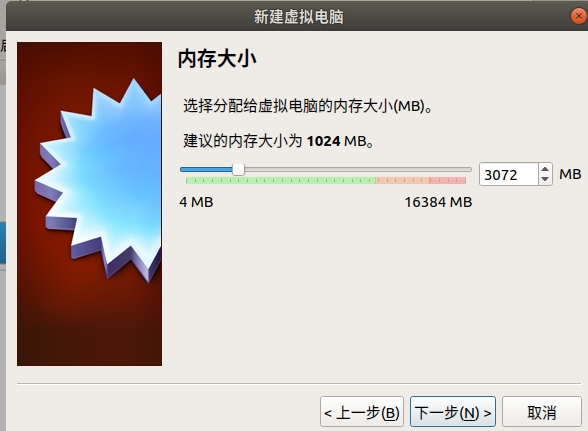 新建虚拟电脑
内存大小
选择分配给虚拟电脑的内存大小(MB)。
建议的内存大小为 1024 MB。
3072 MB
4 MB 16384 MB
< 上一步(B) 下一步(N) > 取消